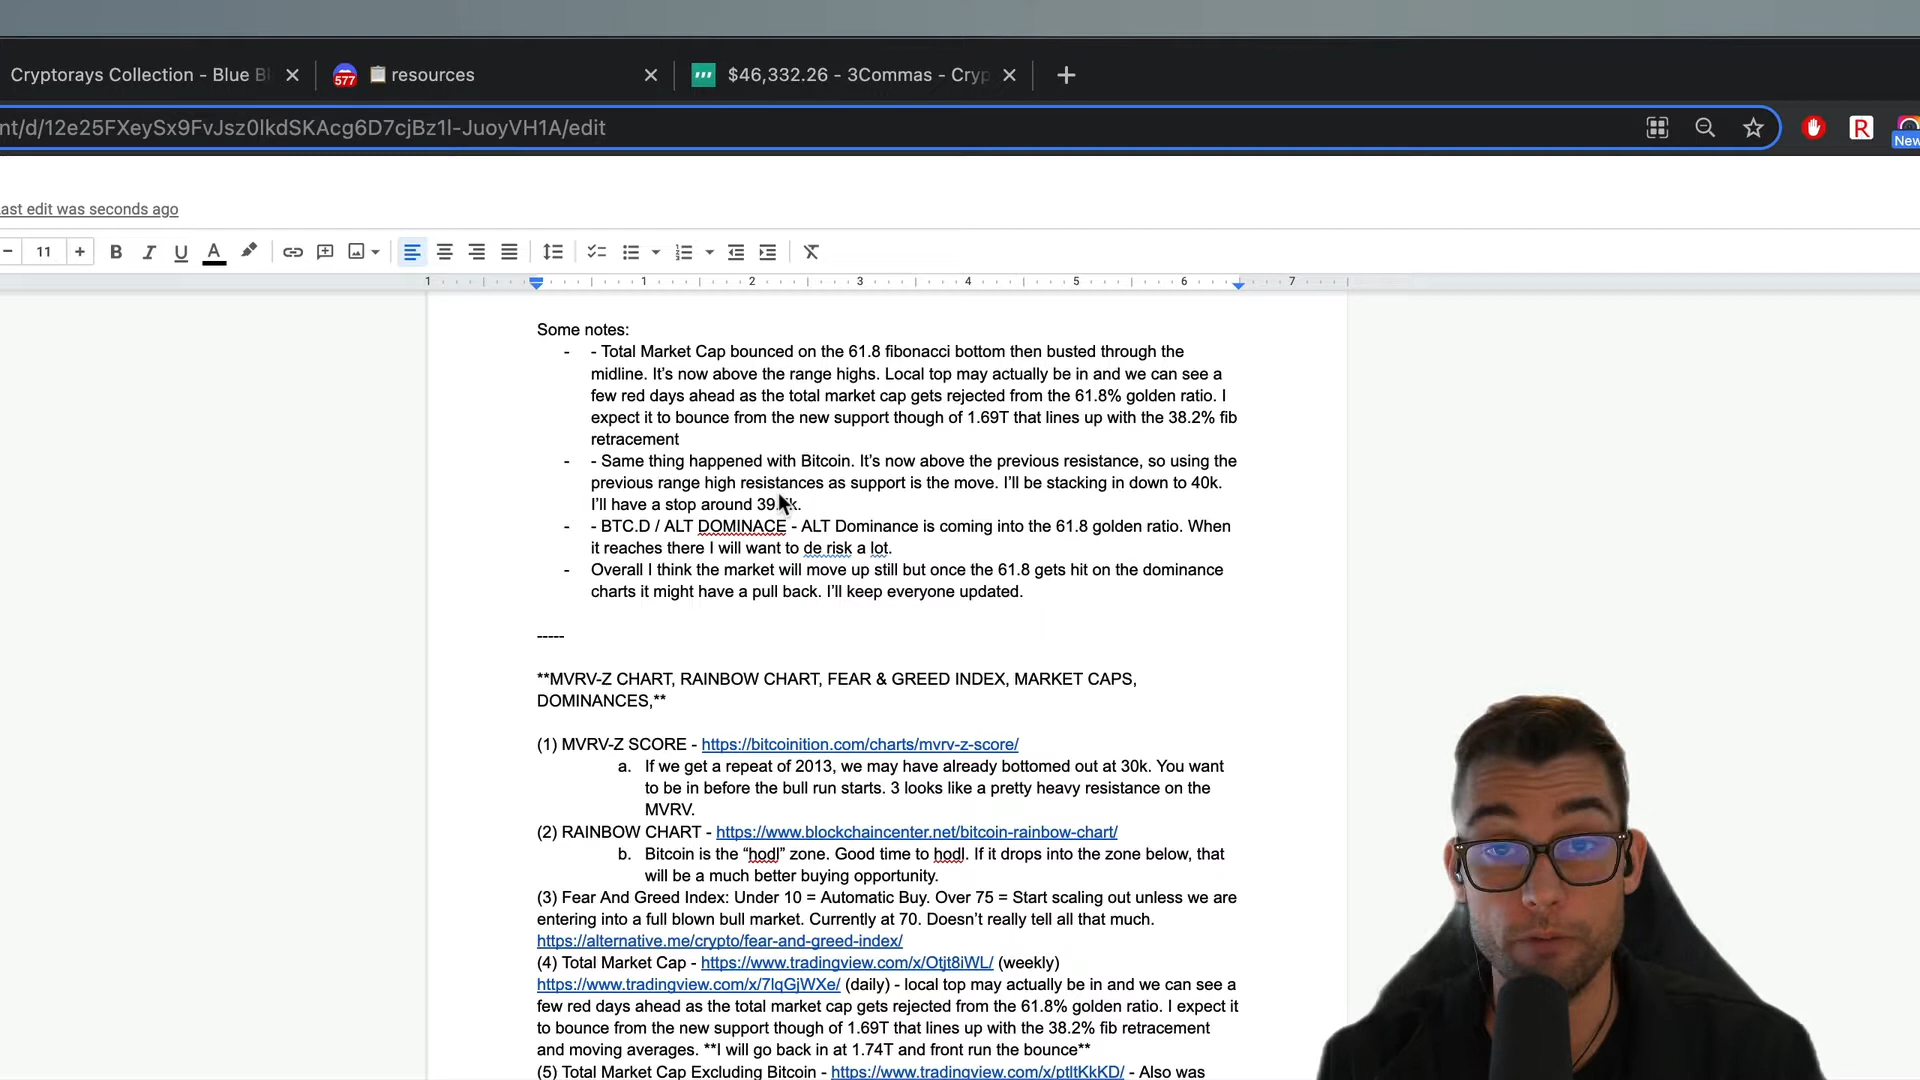 Cryptorays Collection - Blue B
577 resources
$46,332.26 - 3Commas - Cryp
nt/d/12e25FXeySx9FvJsz0IkdSKAcg6D7cjBz1l-JuoyVH1A/edit
R
New
ast edit was seconds ago
11
B I U A
1 1 2 3 4 5 6 7
Some notes:
- - Total Market Cap bounced on the 61.8 fibonacci bottom then busted through the
midline. It's now above the range highs. Local top may actually be in and we can see a
few red days ahead as the total market cap gets rejected from the 61.8% golden ratio. I
expect it to bounce from the new support though of 1.69T that lines up with the 38.2% fib
retracement
- - Same thing happened with Bitcoin. It's now above the previous resistance, so using the
previous range high resistances as support is the move. I'll be stacking in down to 40k.
I'll have a stop around
- - BTC.D / ALT DOMINACE - ALT Dominance is coming into the 61.8 golden ratio. When
it reaches there I will want to de risk a lot.
- Overall I think the market will move up still but once the 61.8 gets hit on the dominance
charts it might have a pull back. I'll keep everyone updated.
-----
**MVRV-Z CHART, RAINBOW CHART, FEAR & GREED INDEX, MARKET CAPS,
DOMINANCES,**
(1) MVRV-Z SCORE - https://bitcoinition.com/charts/mvrv-z-score/
a. If we get a repeat of 2013, we may have already bottomed out at 30k. You want
to be in before the bull run starts. 3 looks like a pretty heavy resistance on the
MVRV.
(2) RAINBOW CHART - https://www.blockchaincenter.net/bitcoin-rainbow-chart/
b. Bitcoin is the “hodl” zone. Good time to hodl. If it drops into the zone below, that
will be a much better buying opportunity.
(3) Fear And Greed Index: Under 10 = Automatic Buy. Over 75 = Start scaling out unless we are
entering into a full blown bull market. Currently at 70. Doesn't really tell all that much.
https://alternative.me/crypto/fear-and-greed-index/
(4) Total Market Cap - https://www.tradingview.com/x/Otjt8iWL/ (weekly)
https://www.tradingview.com/x/7lqGjWXe/ (daily) - local top may actually be in and we can see a
few red days ahead as the total market cap gets rejected from the 61.8% golden ratio. I expect it
to bounce from the new support though of 1.69T that lines up with the 38.2% fib retracement
and moving averages. **I will go back in at 1.74T and front run the bounce**
(5) Total Market Cap Excluding Bitcoin - https://www.tradingview.com/x/ptltKkKD/ - Also was